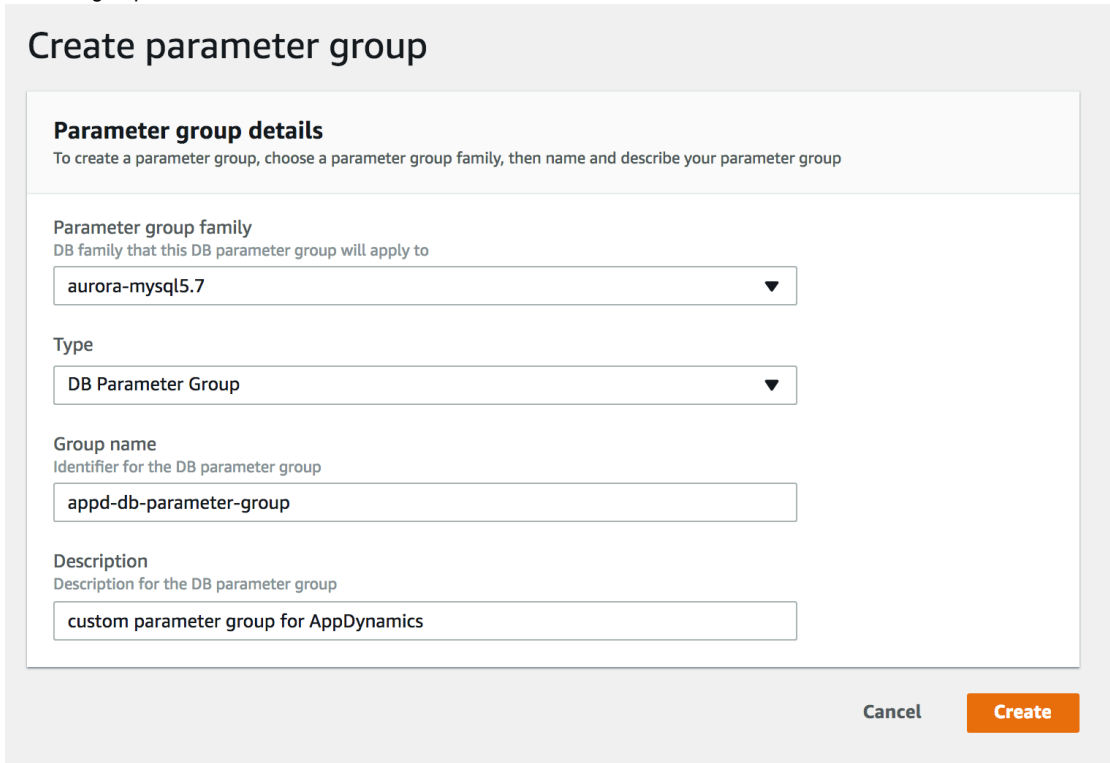 Create parameter group
Parameter group details
To create a parameter group, choose a parameter group family, then name and describe your parameter group
Parameter group family
DB family that this DB parameter group will apply to
aurora-mysql5.7
Type
DB Parameter Group
Group name
Identifier for the DB parameter group
appd-db-parameter-group
Description
Description for the DB parameter group
custom parameter group for AppDynamics
Cancel
Create